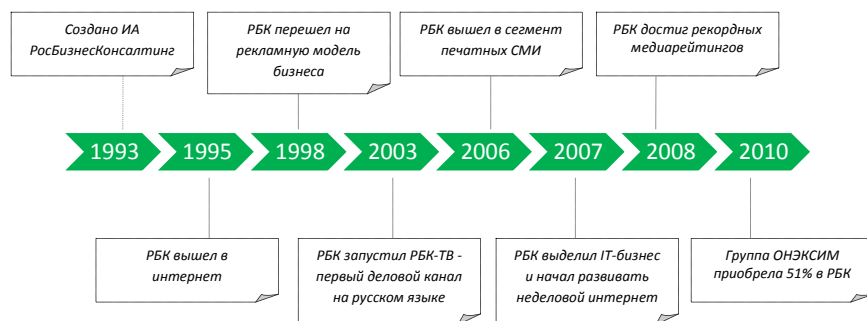 Создано ИА
РосБизнесКонсалтинг
РБК перешел на
рекламную модель
бизнеса
РБК вышел в сегмент
печатных СМИ
РБК достиг рекордных
медиарейтингов
1993
1995
1998
2003
2006
2007
2008
2010
РБК вышел в
интернет
РБК запустил РБК-ТВ -
первый деловой канал
на русском языке
РБК выделил IT-бизнес
и начал развивать
неделовой интернет
Группа ОНЭКСИМ
приобрела 51% в РБК